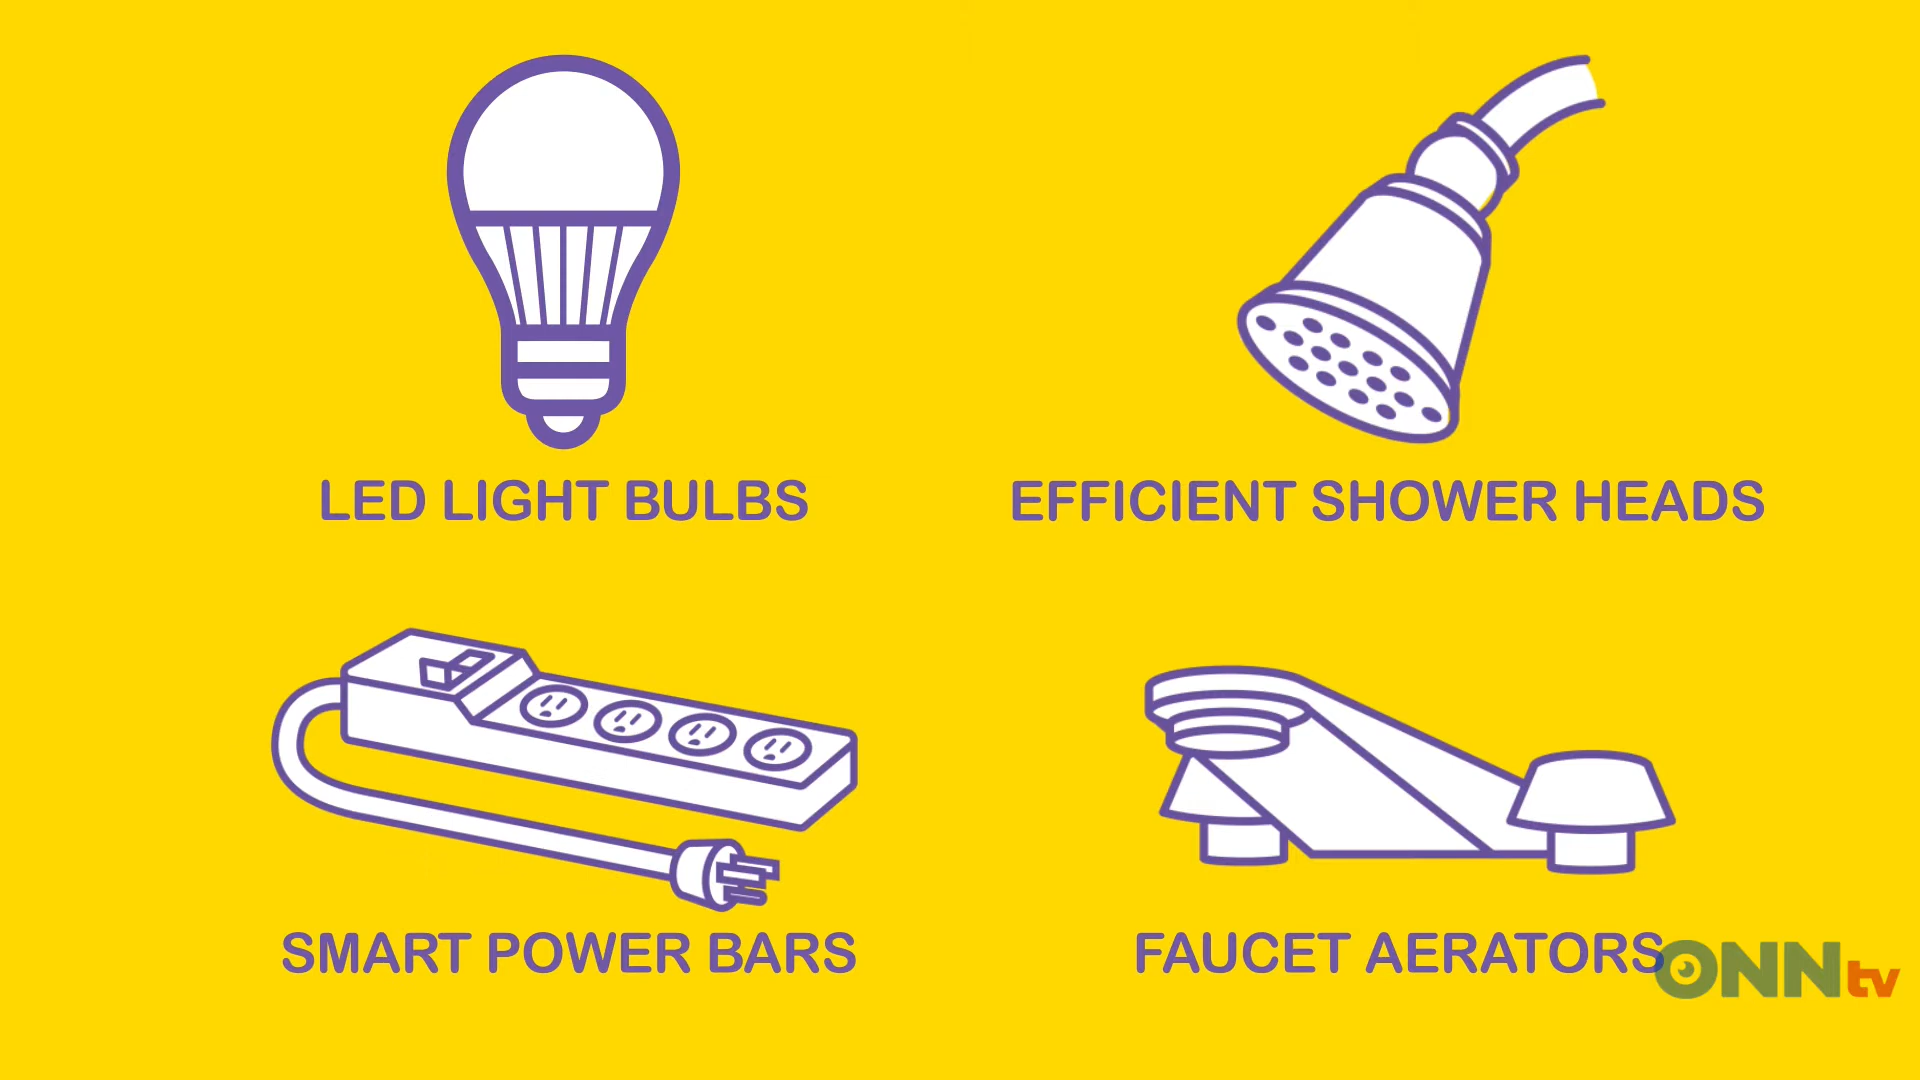 LED LIGHT BULBS
EFFICIENT SHOWER HEADS
SMART POWER BARS
FAUCET AERATORS
ONNtv